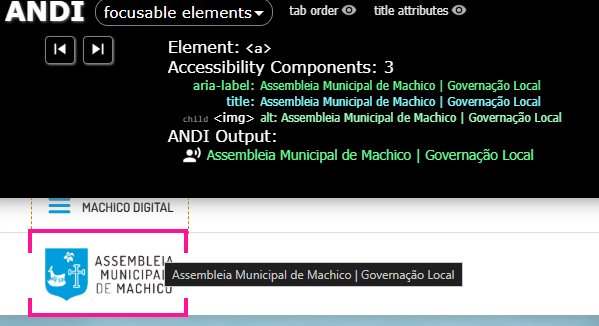 ANDI focusable elements tab order title attributes
Element: <a>
Accessibility Components: 3
aria-label: Assembleia Municipal de Machico | Governação Local
title: Assembleia Municipal de Machico | Governação Local
child <img> alt: Assembleia Municipal de Machico | Governação Local
ANDI Output:
Assembleia Municipal de Machico | Governação Local
MACHICO DIGITAL
ASSEMBLEIA
MUNICIPAL
DE MACHICO
Assembleia Municipal de Machico | Governação Local